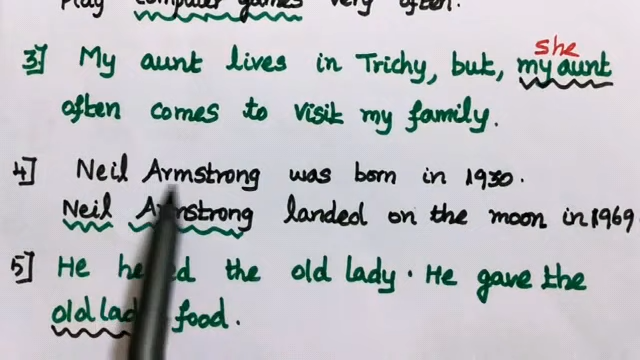 Play computer games very often.
she
3] My aunt lives in Trichy, but, my aunt
often comes to visit my family.
4] Neil Armstrong was born in 1930.
Neil Armstrong landed on the moon in 1969
5] He helped the old lady. He gave the
old lady food.